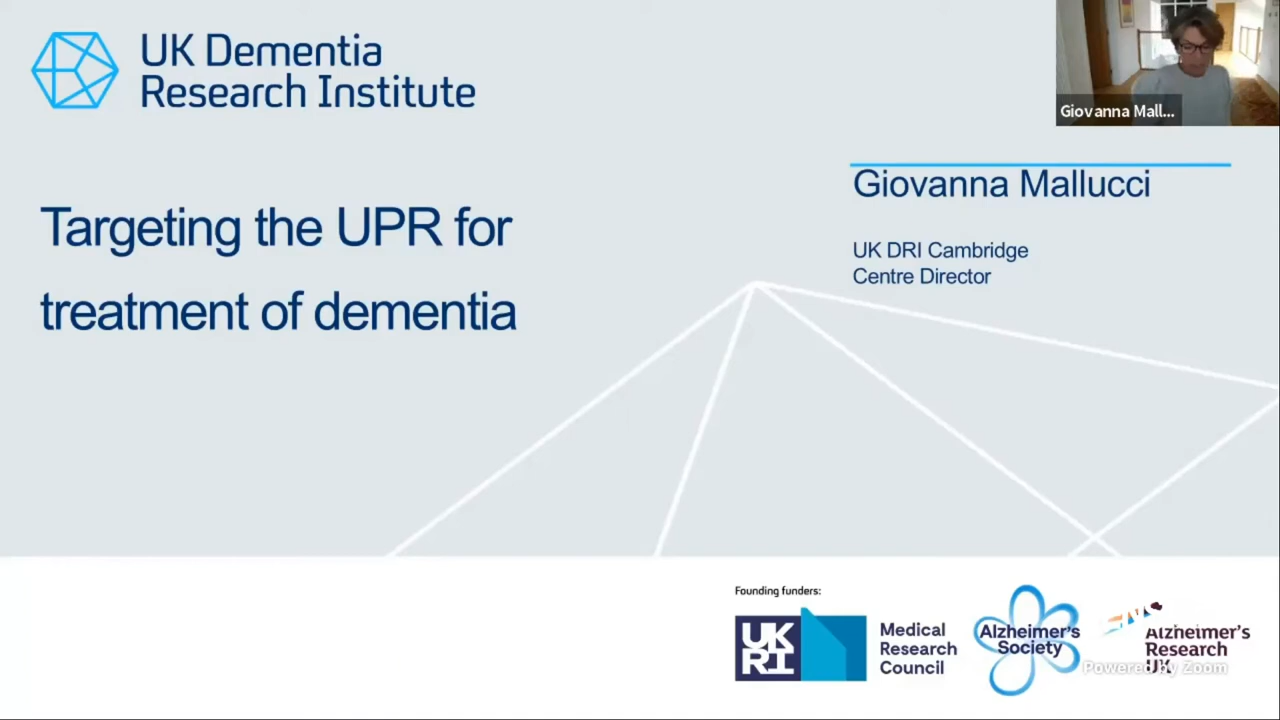 UK Dementia
Research Institute
Giovanna Mall...
Giovanna Mallucci
UK DRI Cambridge
Centre Director
Targeting the UPR for
treatment of dementia
Founding funders:
UK
RI
Medical
Research
Council
Alzheimer's
Society
Alzheimer's
Research
UK
Powered by Zoom